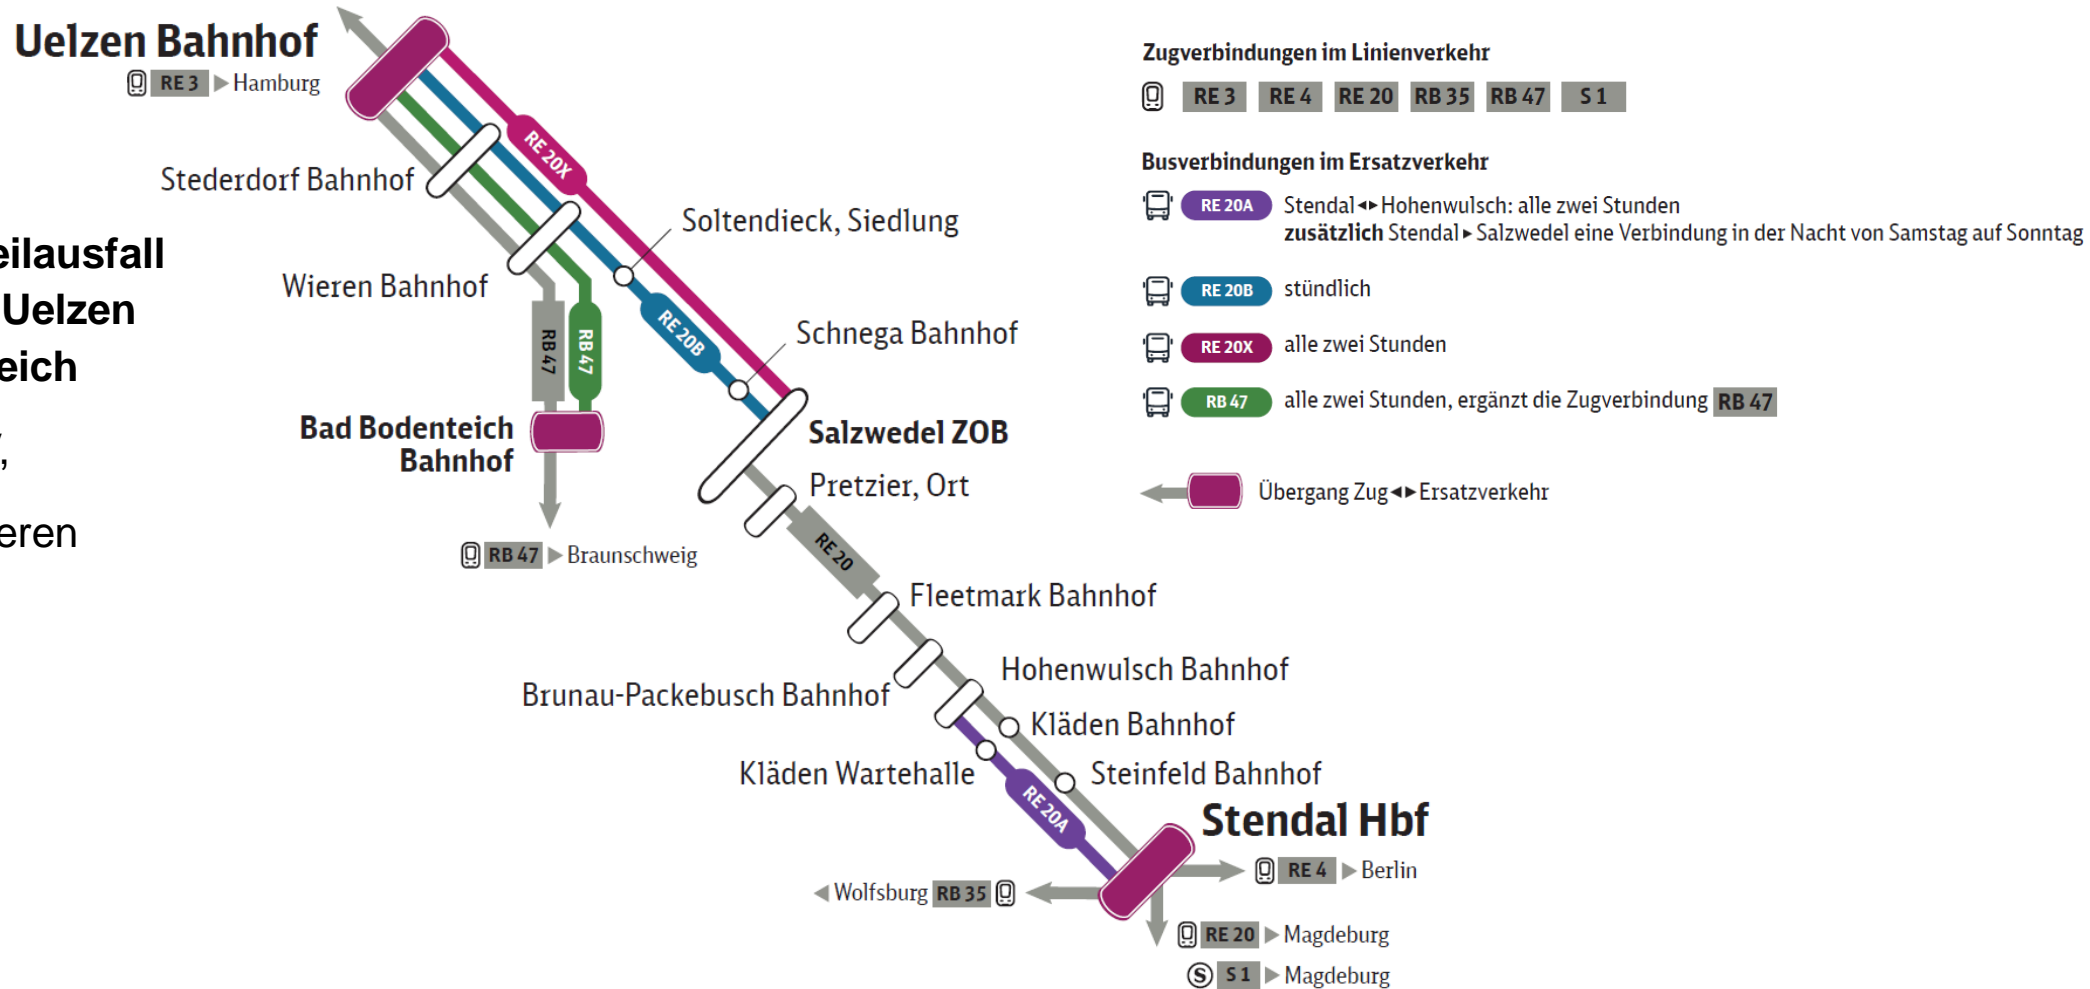 Uelzen Bahnhof
RE 3 ▶ Hamburg
Stederdorf Bahnhof
Wieren Bahnhof
RE 20X
Soltendieck, Siedlung
RE 20B
Schnega Bahnhof
RB 47
RB 47
Bad Bodenteich
Bahnhof
RB 47 ▶ Braunschweig
Salzwedel ZOB
Pretzier, Ort
RE 20
Fleetmark Bahnhof
Brunau-Packebusch Bahnhof
Hohenwulsch Bahnhof
Kläden Bahnhof
Kläden Wartehalle
Steinfeld Bahnhof
RE 20A
Stendal Hbf
RE 4 ▶ Berlin
◀ Wolfsburg RB 35
RE 20 ▶ Magdeburg
S S 1 ▶ Magdeburg
eilausfall
Uelzen
eich
,
eren
Zugverbindungen im Linienverkehr
RE 3 RE 4 RE 20 RB 35 RB 47 S 1
Busverbindungen im Ersatzverkehr
RE 20A Stendal◄►Hohenwulsch: alle zwei Stunden
zusätzlich Stendal ▶ Salzwedel eine Verbindung in der Nacht von Samstag auf Sonntag
RE 20B stündlich
RE 20X alle zwei Stunden
RB 47 alle zwei Stunden, ergänzt die Zugverbindung RB 47
Übergang Zug◄►Ersatzverkehr